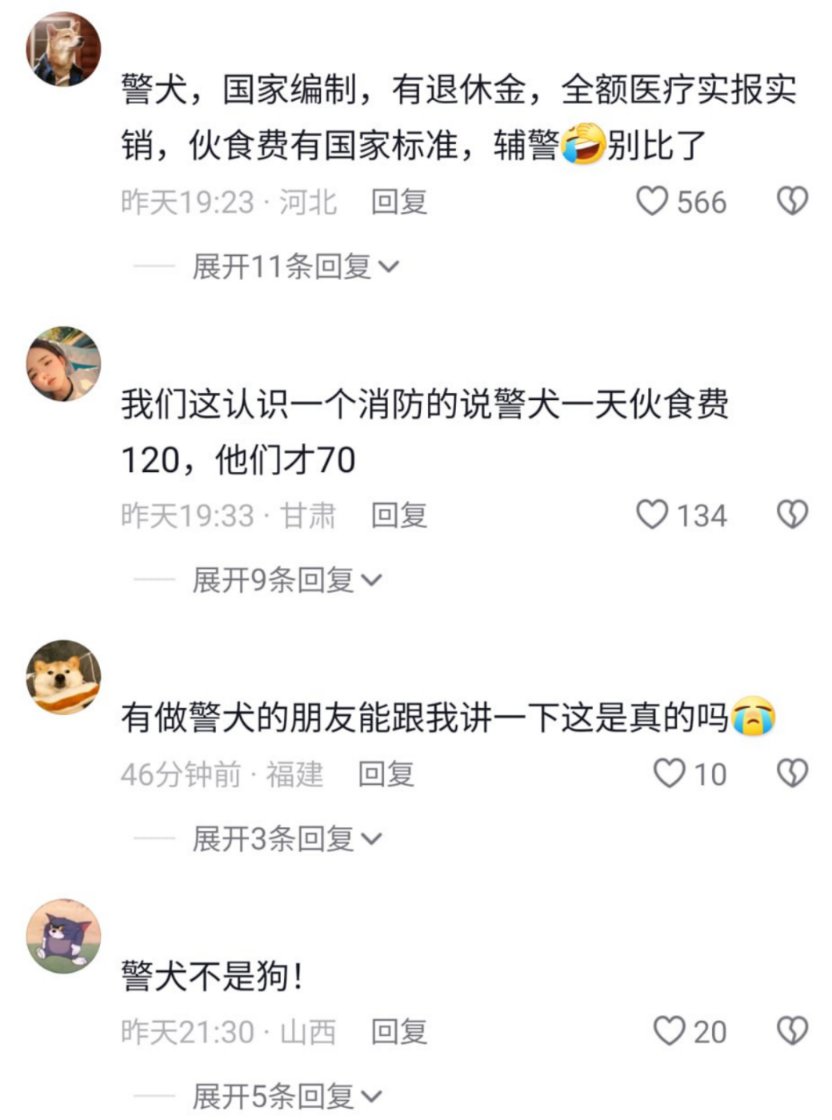 警犬，国家编制，有退休金，全额医疗实报实
销，伙食费有国家标准，辅警🤣别比了
昨天19:23 · 河北 回复 566
展开11条回复
我们这认识一个消防的说警犬一天伙食费
120，他们才70
昨天19:33 · 甘肃 回复 134
展开9条回复
有做警犬的朋友能跟我讲一下这是真的吗😭
46分钟前 · 福建 回复 10
展开3条回复
警犬不是狗！
昨天21:30 · 山西 回复 20
展开5条回复